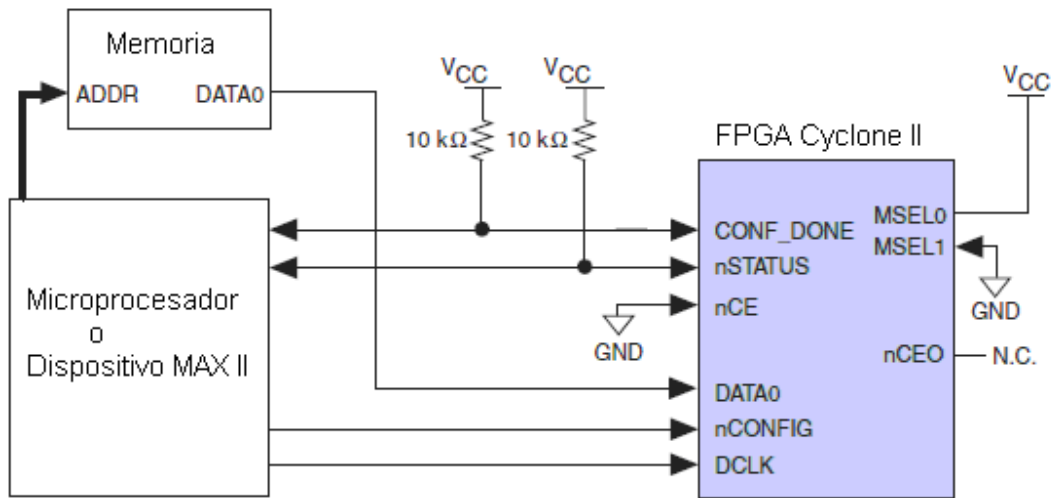 Memoria
ADDR DATA0
VCC
VCC
VCC
10 kΩ
10 kΩ
FPGA Cyclone II
CONF_DONE
MSEL0
MSEL1
nSTATUS
Microprocesador
o
Dispositivo MAX II
nCE
GND
GND
nCEO
N.C.
DATA0
nCONFIG
DCLK